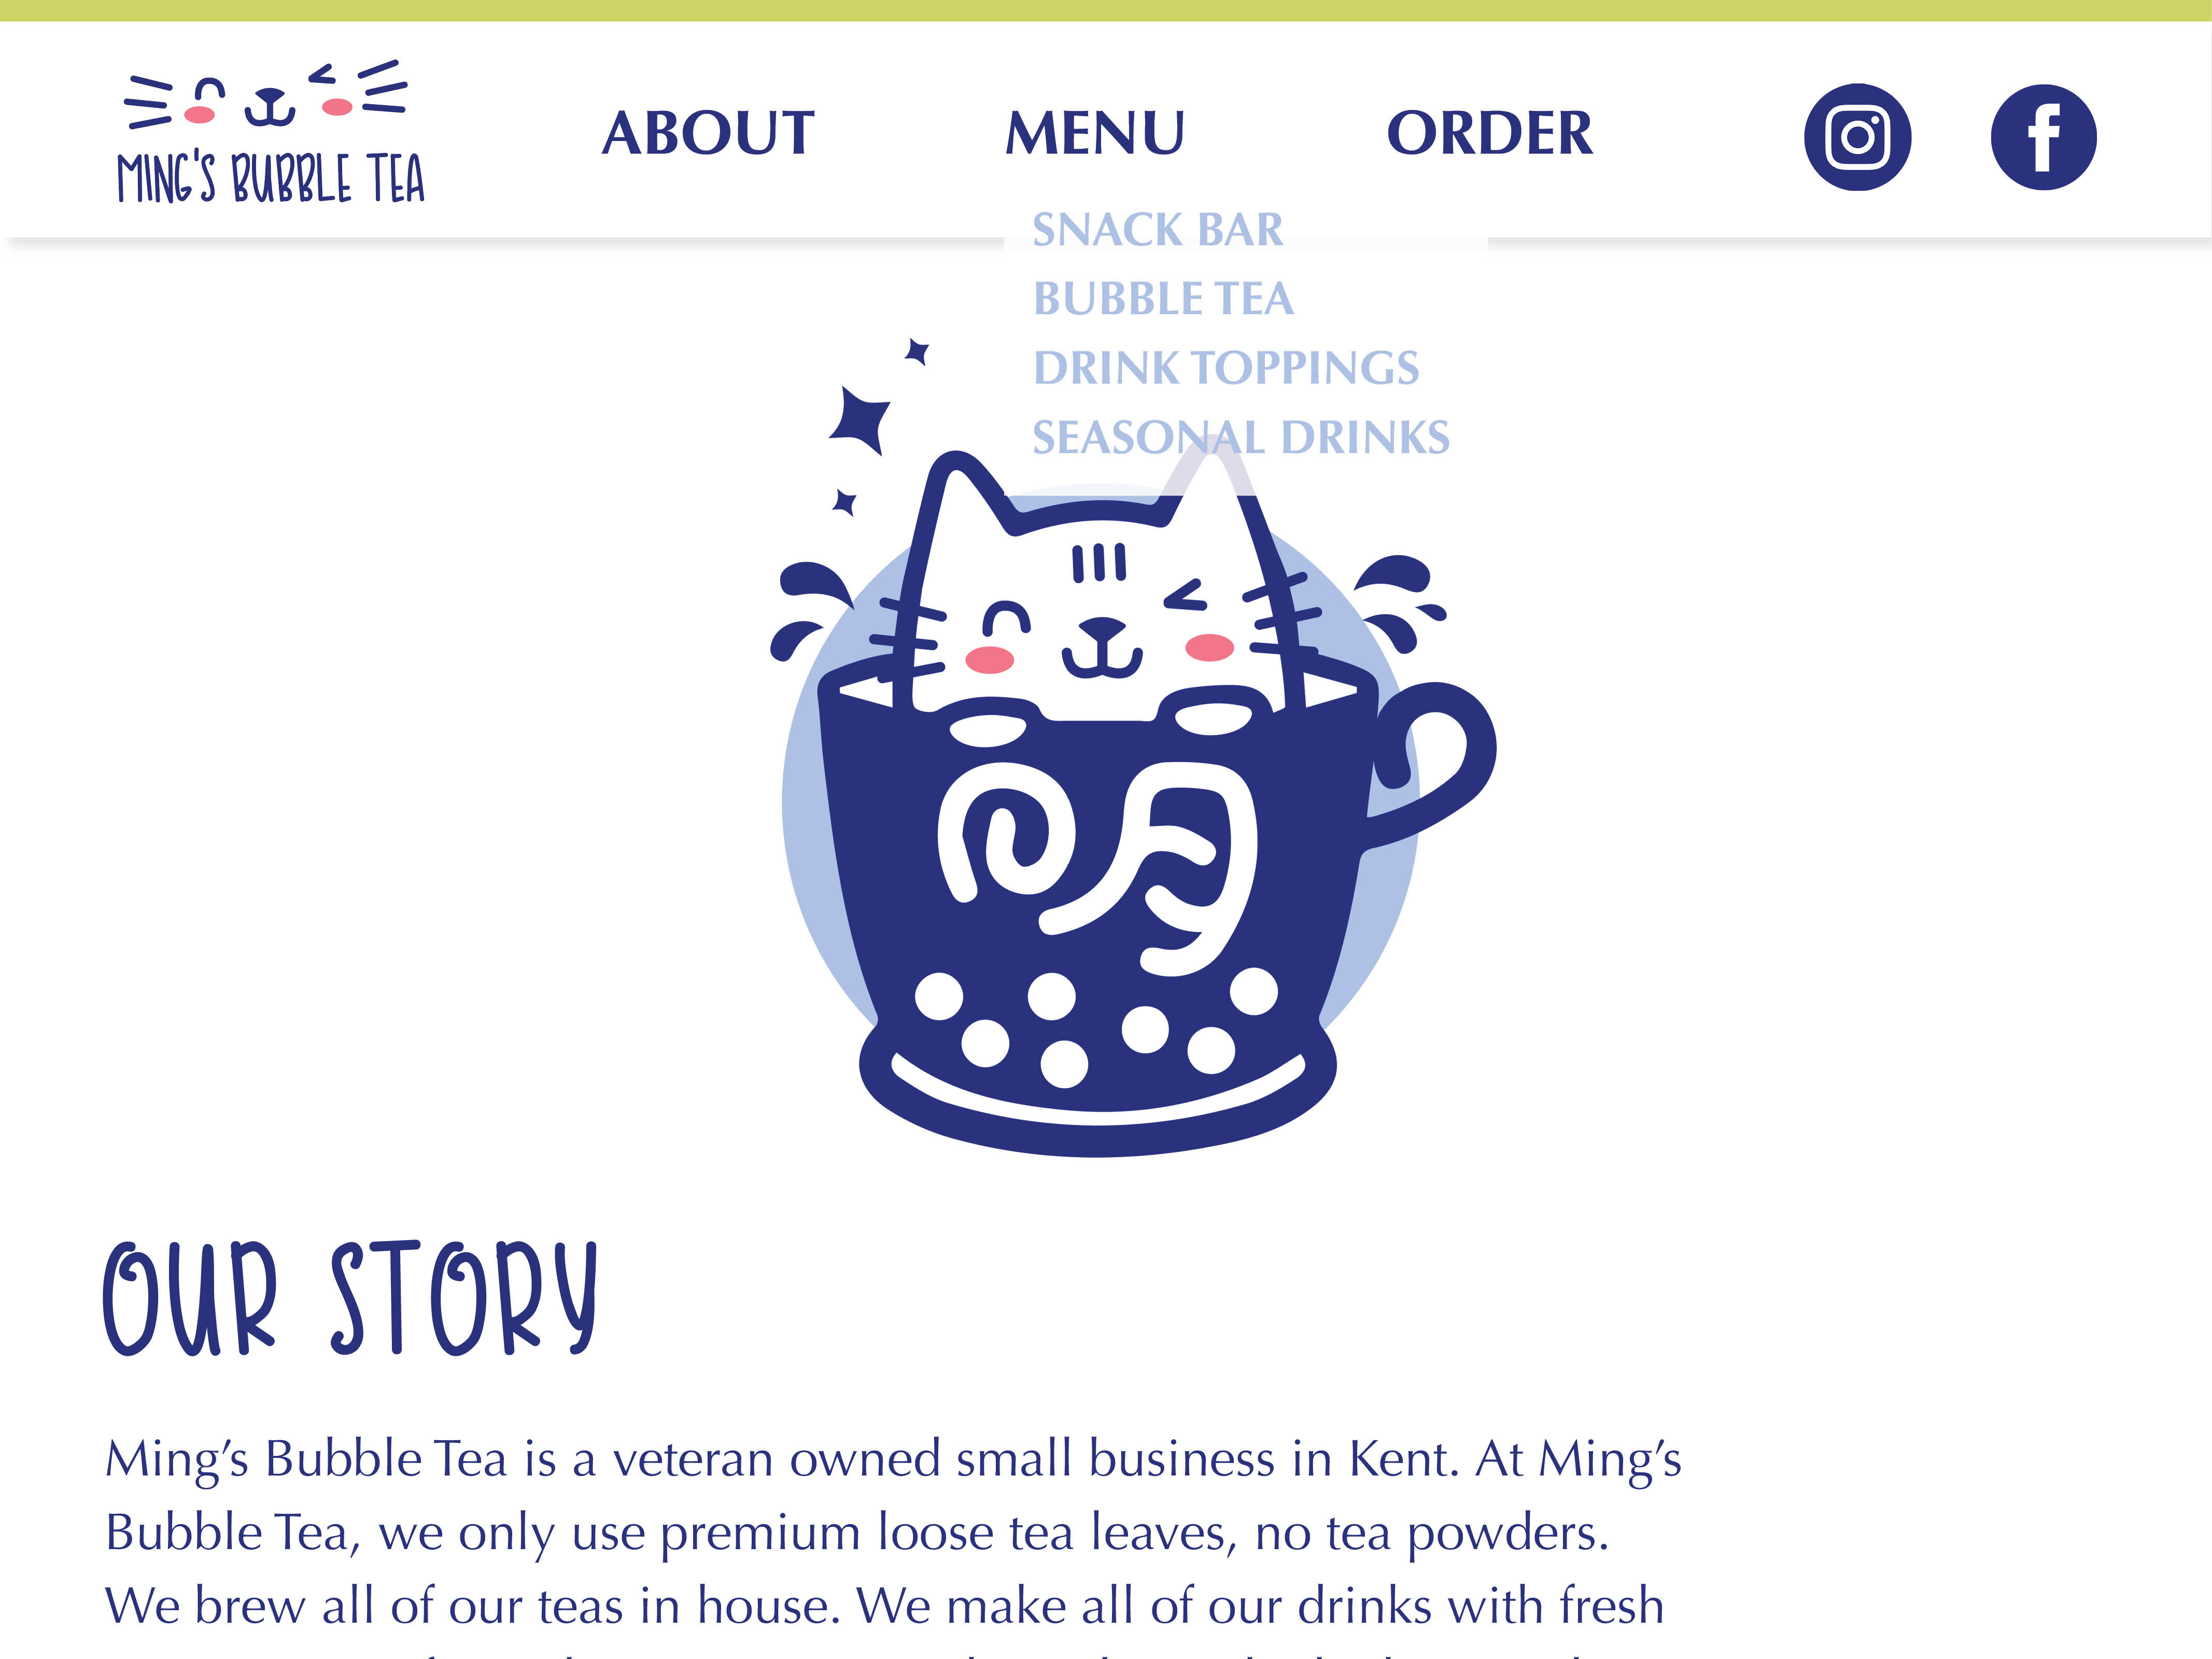 MING'S BUBBLE TEA
ABOUT
MENU
ORDER
SNACK BAR
BUBBLE TEA
DRINK TOPPINGS
SEASONAL DRINKS
OUR STORY
Ming’s Bubble Tea is a veteran owned small business in Kent. At Ming’s
Bubble Tea, we only use premium loose tea leaves, no tea powders.
We brew all of our teas in house. We make all of our drinks with fresh